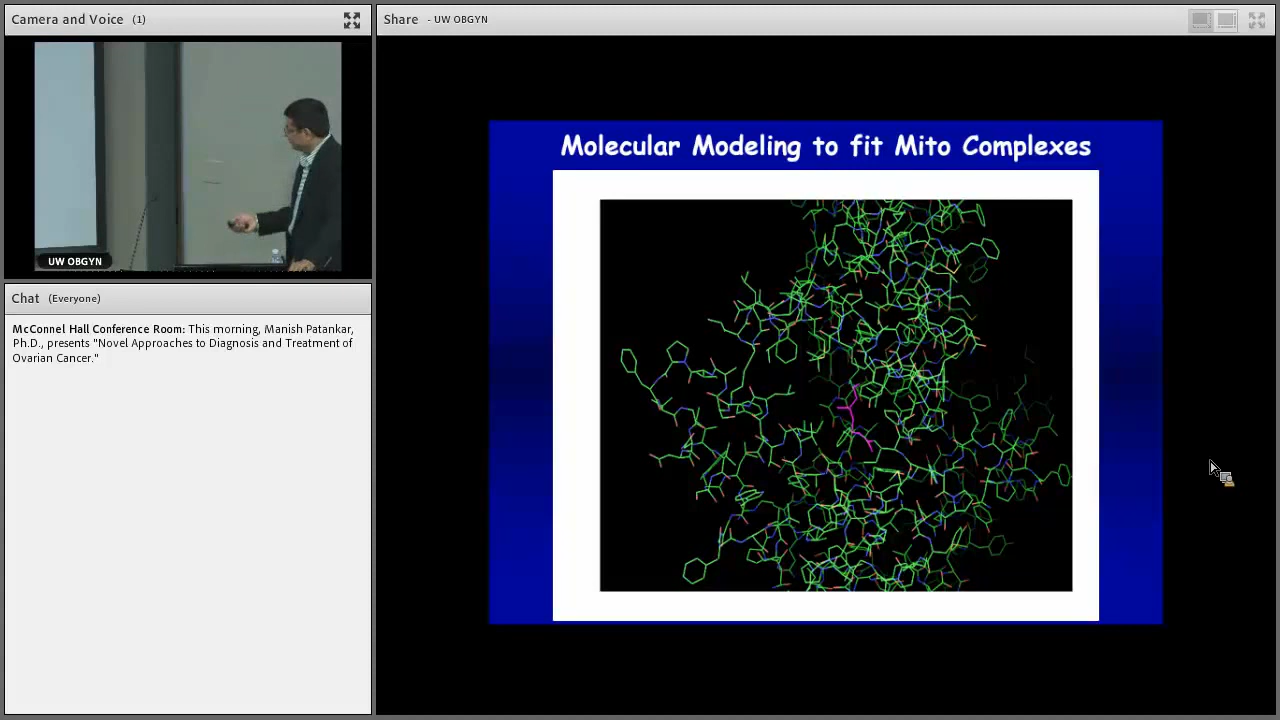 Camera and Voice (1)
Share - UW OBGYN
UW OBGYN
Chat (Everyone)
McConnel Hall Conference Room: This morning, Manish Patankar,
Ph.D., presents "Novel Approaches to Diagnosis and Treatment of
Ovarian Cancer."
Molecular Modeling to fit Mito Complexes